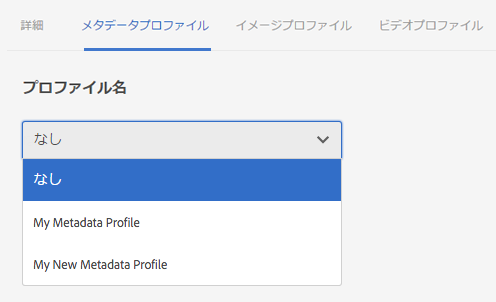 詳細 メタデータプロファイル イメージプロファイル ビデオプロファイル
プロファイル名
なし
なし
My Metadata Profile
My New Metadata Profile